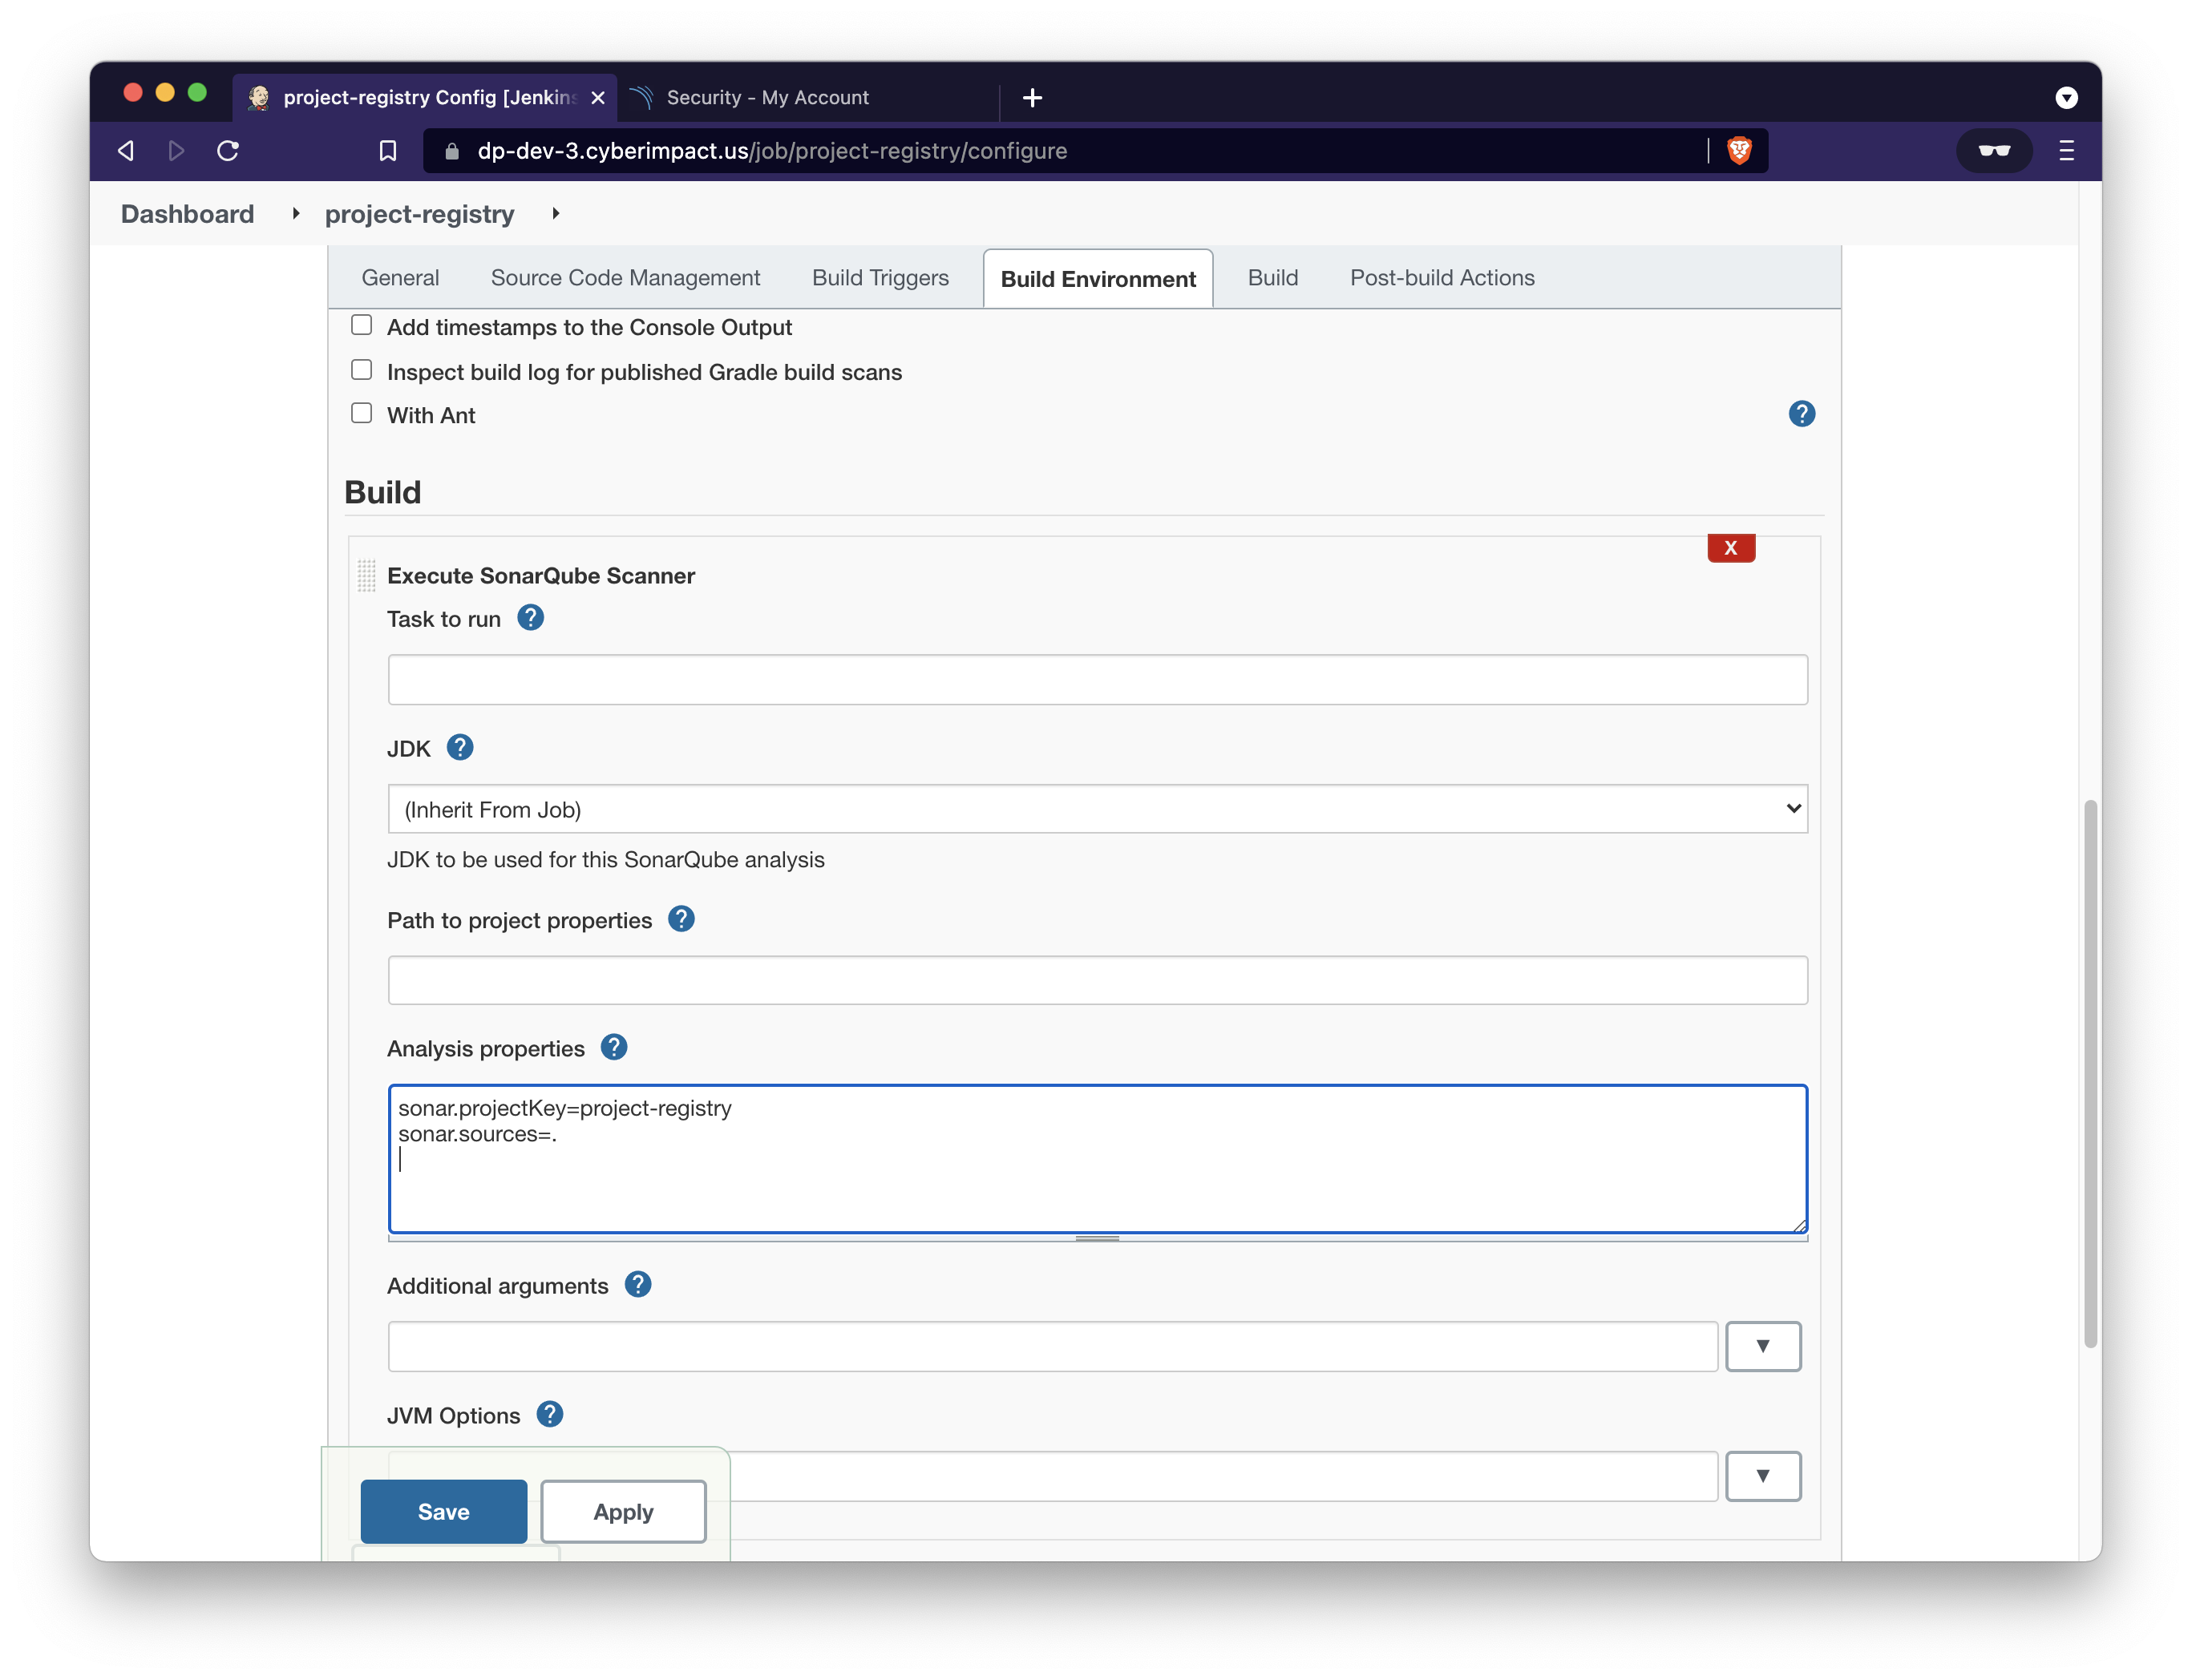 project-registry Config [Jenkins
Security - My Account
dp-dev-3.cyberimpact.us/job/project-registry/configure
Dashboard
project-registry
General
Source Code Management
Build Triggers
Build Environment
Build
Post-build Actions
Add timestamps to the Console Output
Inspect build log for published Gradle build scans
With Ant
?
Build
X
Execute SonarQube Scanner
Task to run ?
JDK ?
(Inherit From Job)
JDK to be used for this SonarQube analysis
Path to project properties ?
Analysis properties ?
sonar.projectKey=project-registry
sonar.sources=.
Additional arguments ?
JVM Options ?
Save
Apply